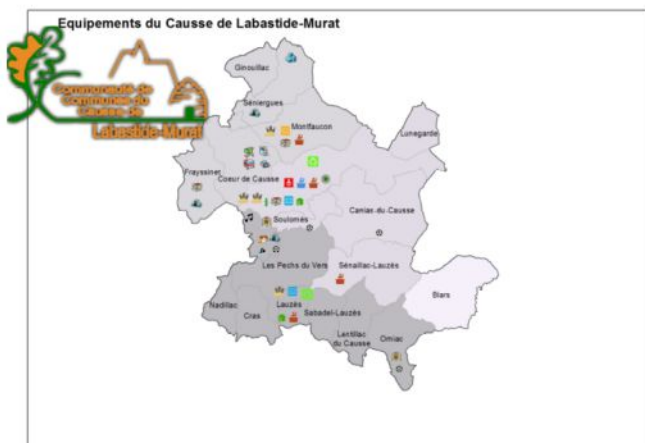 Equipements du Causse de Labastide-Murat
Ginouillac
Communauté de
Communes du
Causse de
Labastide-Murat
Séniergues
Montfaucon
Lunegarde
Frayssinet
Coeur de Causse
Caniac-du-Causse
Soulomès
Les Pechs du Vers
Sénaillac-Lauzès
Blars
Nadillac
Lauzès
Cras
Sabadel-Lauzès
Lentillac
du Causse
Orniac